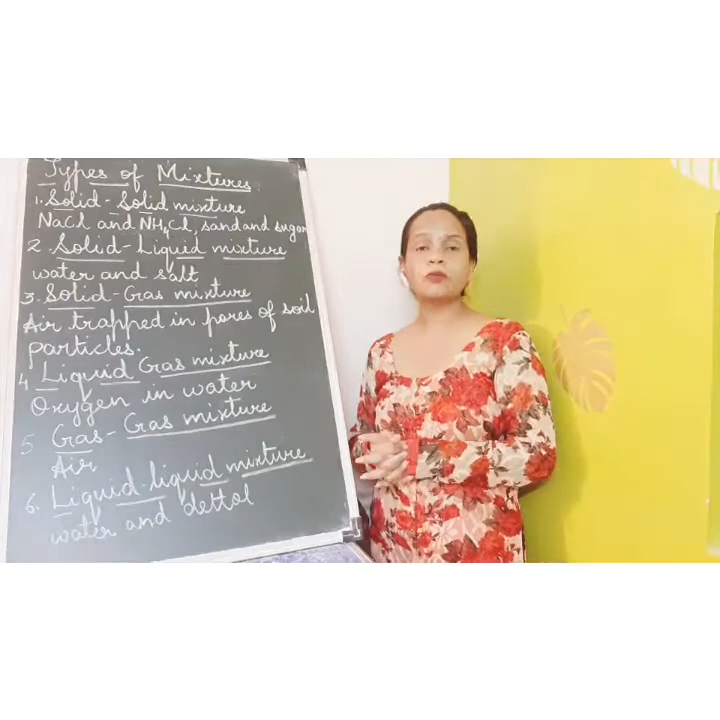 Types of Mixtures
1. Solid-Solid mixture
NaCl and NH4Cl, sand and sugar
2. Solid-Liquid mixture
water and salt
3. Solid-Gas mixture
Air trapped in pores of soil
particles.
4 Liquid Gas mixture
Oxygen in water
5 Gas-Gas mixture
Air
6. Liquid-liquid mixture
water and dettol